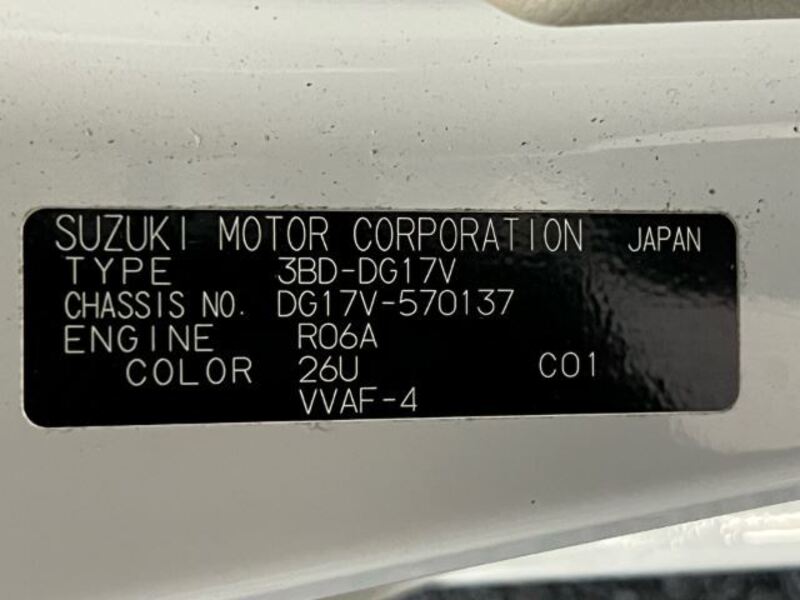 SUZUKI MOTOR CORPORATION JAPAN
TYPE 3BD-DG17V
CHASSIS NO. DG17V-570137
ENGINE R06A
COLOR 26U C01
VVAF-4